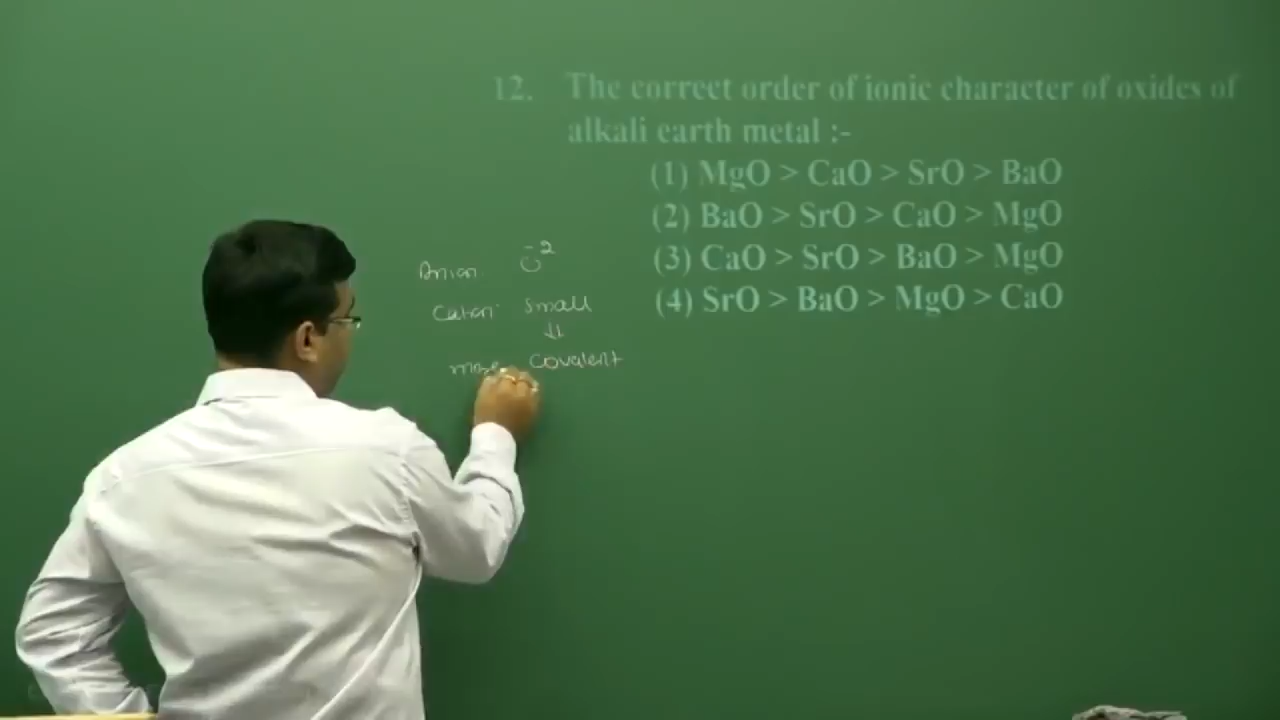 12. The correct order of ionic character of oxides of
alkali earth metal :-
(1) MgO > CaO > SrO > BaO
(2) BaO > SrO > CaO > MgO
(3) CaO > SrO > BaO > MgO
(4) SrO > BaO > MgO > CaO
Anion:
Cation: Small
⇓
more covalent